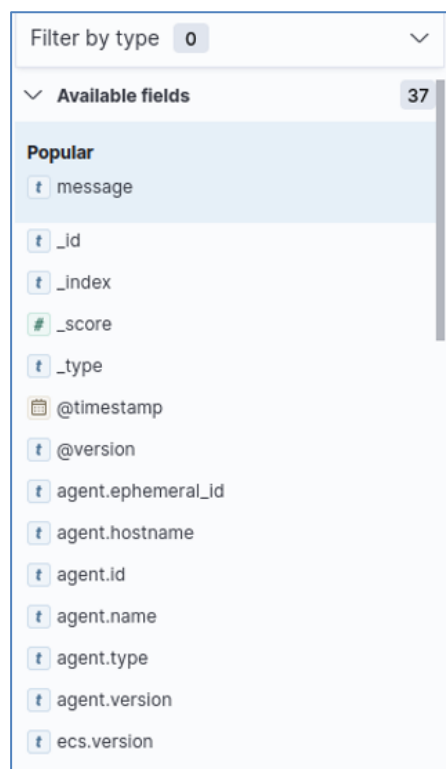 Filter by type 0
Available fields 37
Popular
t message
t _id
t _index
# _score
t _type
@timestamp
t @version
t agent.ephemeral_id
t agent.hostname
t agent.id
t agent.name
t agent.type
t agent.version
t ecs.version